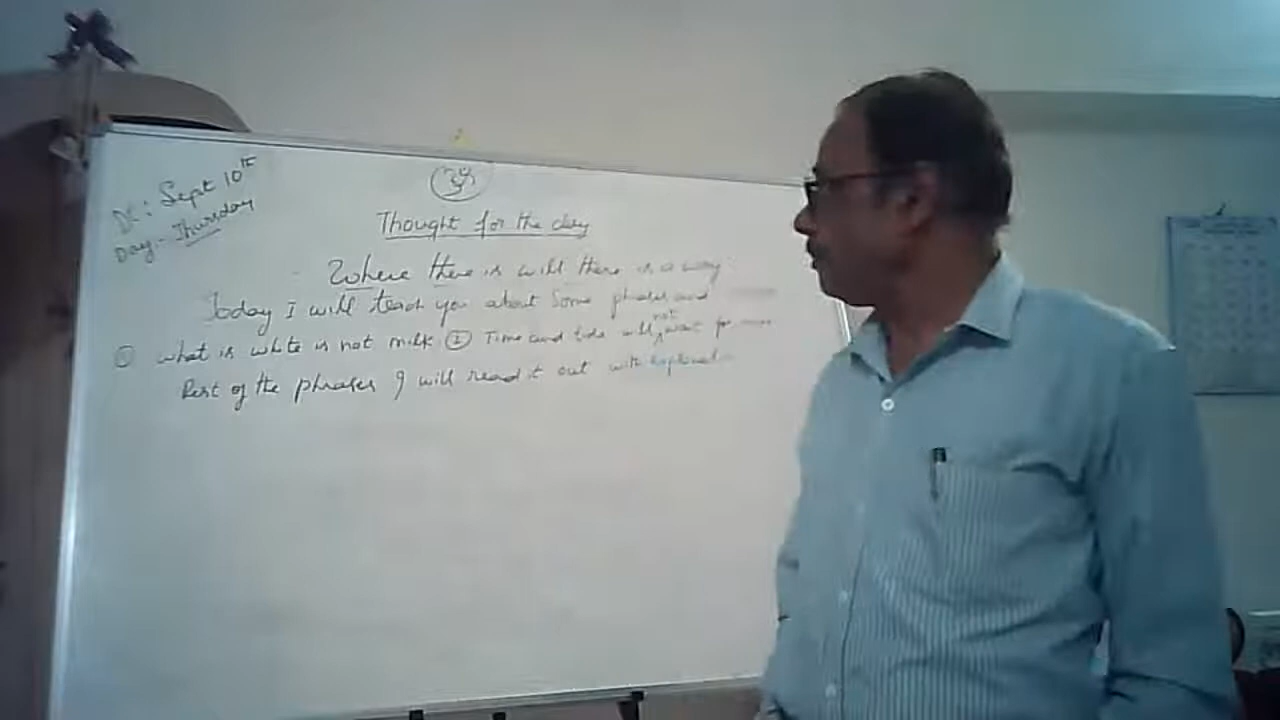 Dt: Sept 10th
Day:- Thursday
ॐ
Thought for the day
Where there is will there is a way
Today I will teach you about some phrases and
① what is white is not milk ② Time and tide will not wait for
Rest of the phrases I will read it out with